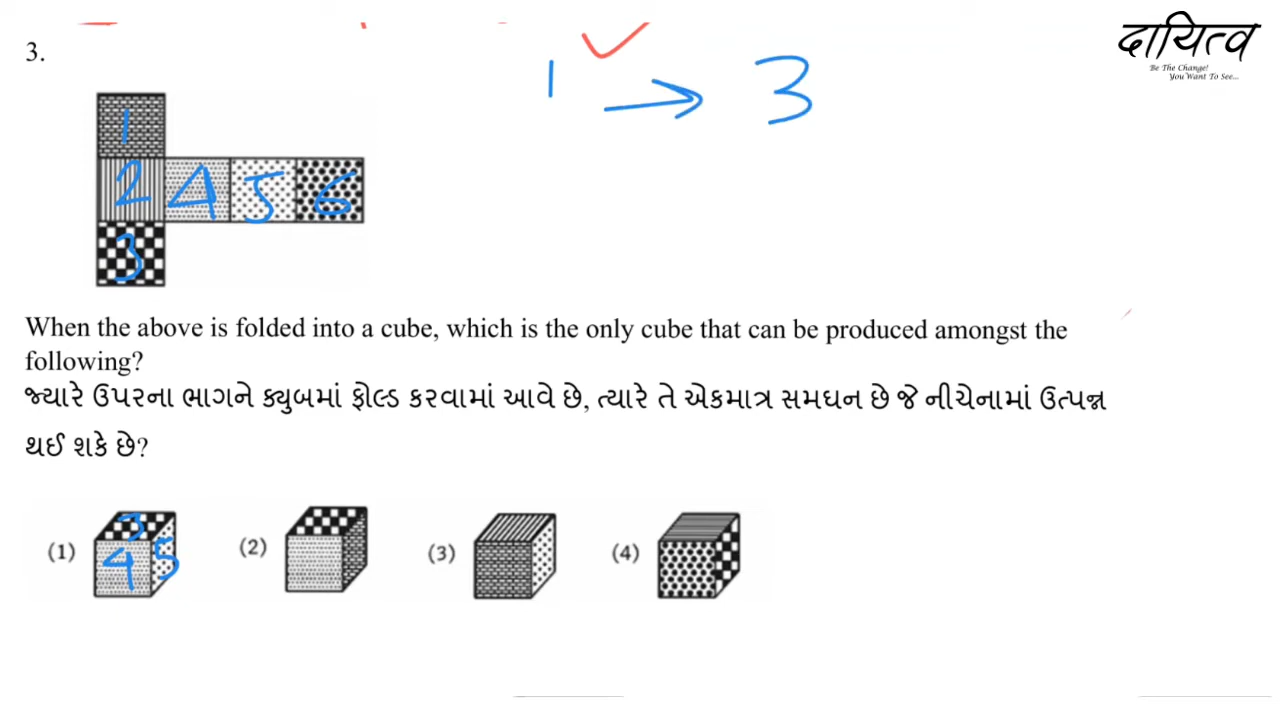 दायित्व
Be The Change!
You Want To See...
3.
1 → 3
1
2 4 5 6
3
When the above is folded into a cube, which is the only cube that can be produced amongst the
following?
જ્યારે ઉપરના ભાગને ક્યુબમાં ફોલ્ડ કરવામાં આવે છે, ત્યારે તે એકમાત્ર સમઘન છે જે નીચેનામાં ઉત્પન્ન
થઈ શકે છે?
3
(1) 4 5 (2) (3) (4)